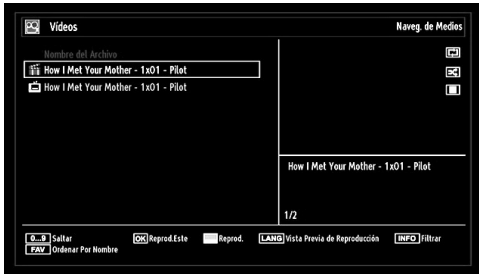 Vídeos
Naveg. de Medios
Nombre del Archivo
How I Met Your Mother - 1x01 - Pilot
How I Met Your Mother - 1x01 - Pilot
How I Met Your Mother - 1x01 - Pilot
1/2
0...9 Saltar OK Reprod.Este Reprod. LANG Vista Previa de Reproducción INFO Filtrar
FAV Ordenar Por Nombre